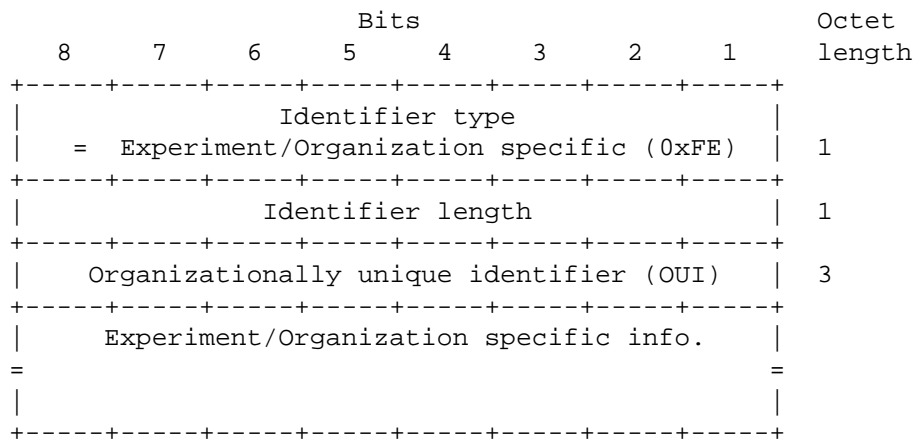 Bits                            Octet
    8     7      6     5     4      3     2     1      length
+-----+-----+-----+-----+-----+-----+-----+-----+
|                Identifier type                |
|    =  Experiment/Organization specific (0xFE)  |  1
+-----+-----+-----+-----+-----+-----+-----+-----+
|               Identifier length               |  1
+-----+-----+-----+-----+-----+-----+-----+-----+
|    Organizationally unique identifier (OUI)   |  3
+-----+-----+-----+-----+-----+-----+-----+-----+
|     Experiment/Organization specific info.    |
=                                               =
|                                               |
+-----+-----+-----+-----+-----+-----+-----+-----+